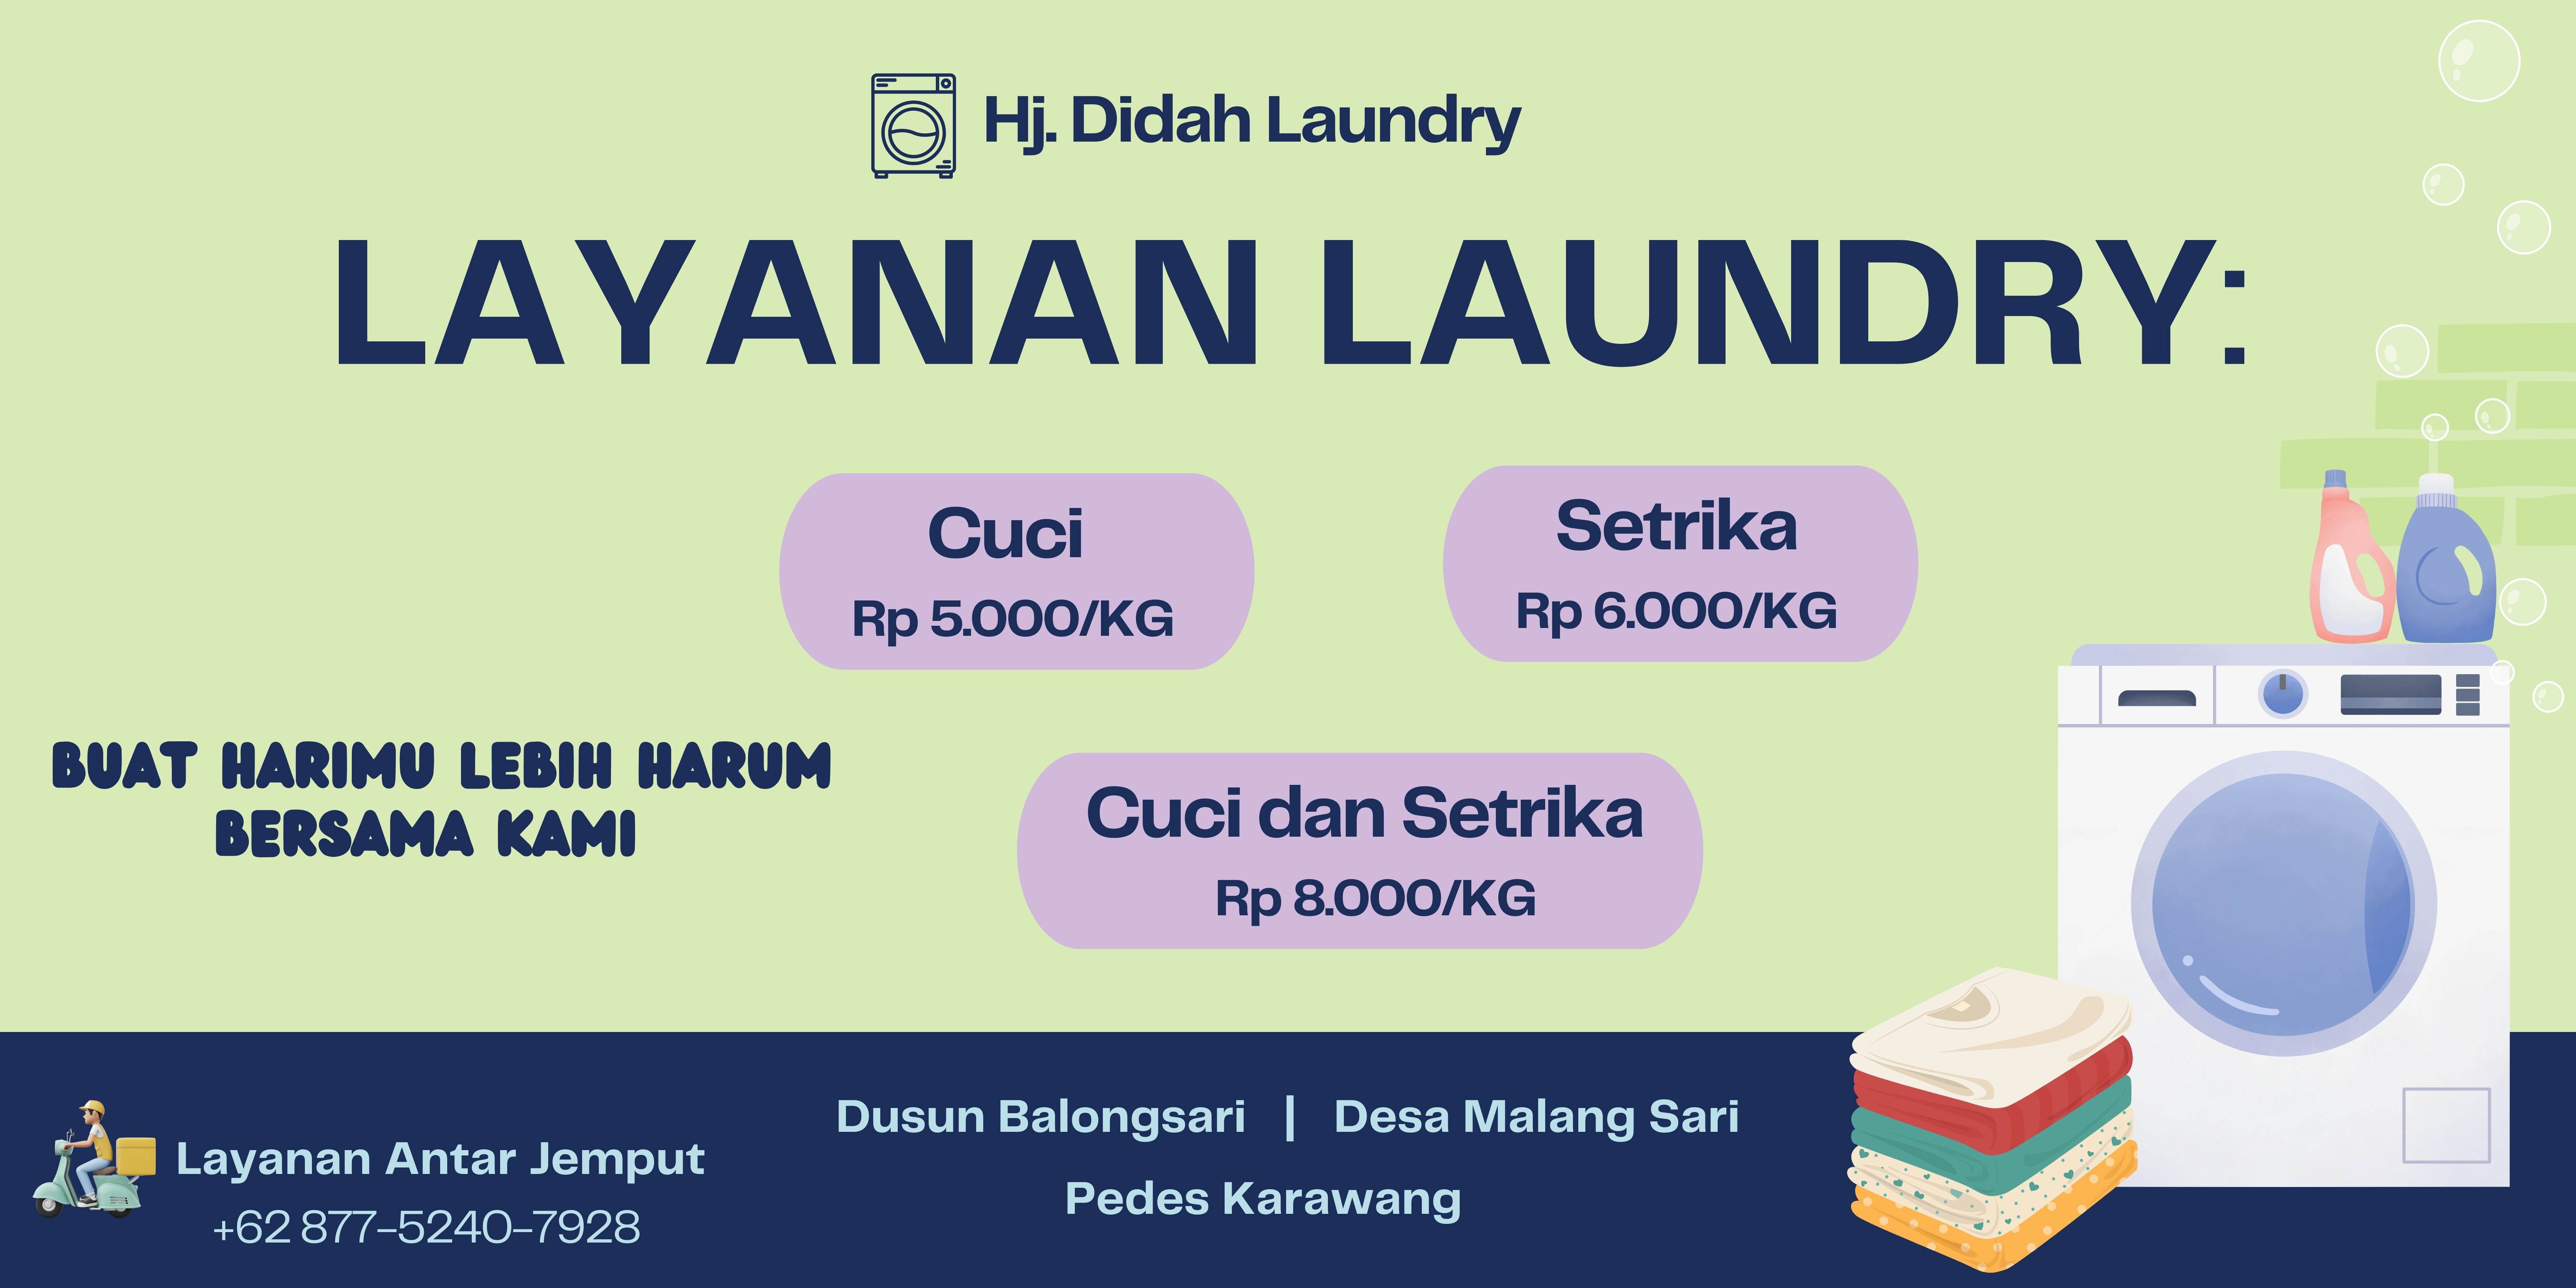 Hj. Didah Laundry
LAYANAN LAUNDRY:
Cuci
Rp 5.000/KG
Setrika
Rp 6.000/KG
BUAT HARIMU LEBIH HARUM
BERSAMA KAMI
Cuci dan Setrika
Rp 8.000/KG
Layanan Antar Jemput
+62 877-5240-7928
Dusun Balongsari | Desa Malang Sari
Pedes Karawang